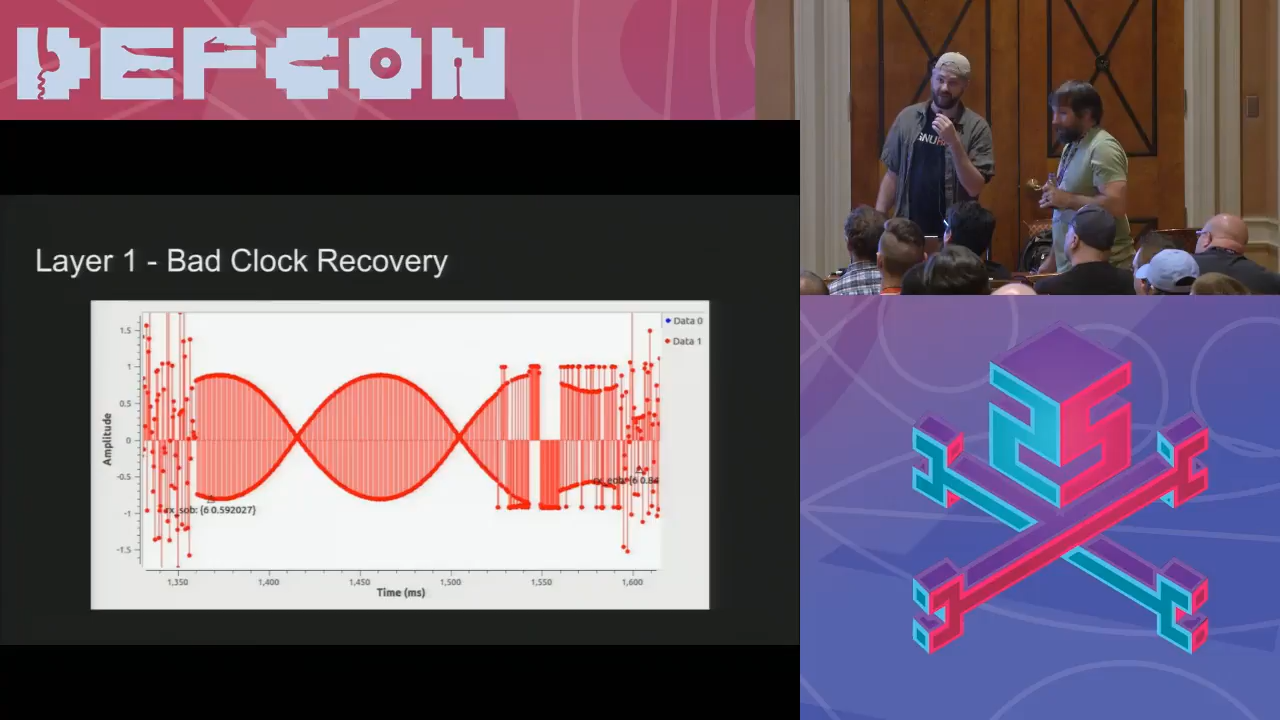 DEFCON
Layer 1 - Bad Clock Recovery
Data 0
Data 1
1.5
1
0.5
0
-0.5
-1
-1.5
Amplitude
rx_sob: {6 0.592027}
1,350
1,400
1,450
1,500
1,550
1,600
Time (ms)
25